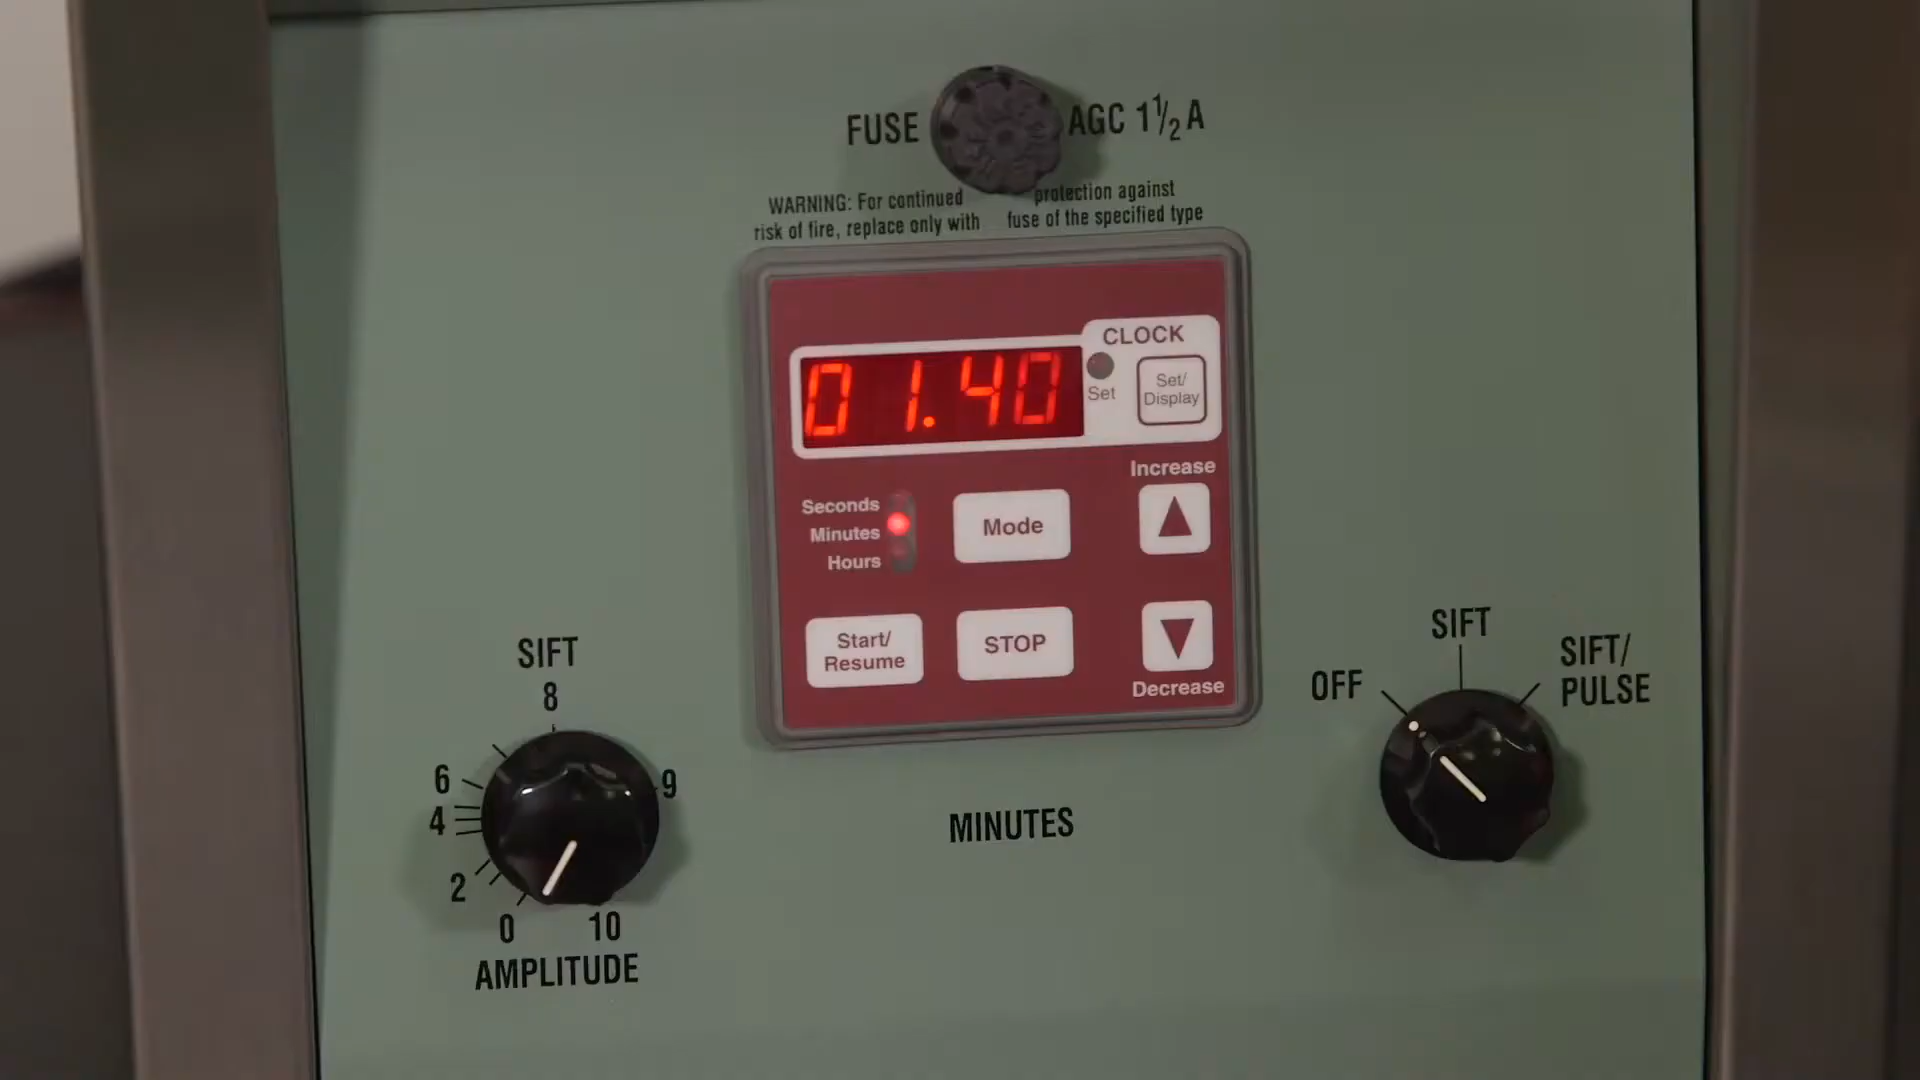 FUSE AGC 1 1/2 A
WARNING: For continued protection against
risk of fire, replace only with fuse of the specified type
CLOCK
01.40
Set
Set/
Display
Increase
Seconds
Minutes
Hours
Mode
Start/
Resume
STOP
Decrease
SIFT
8
6
9
4
2
0
10
AMPLITUDE
MINUTES
SIFT
OFF
SIFT/
PULSE